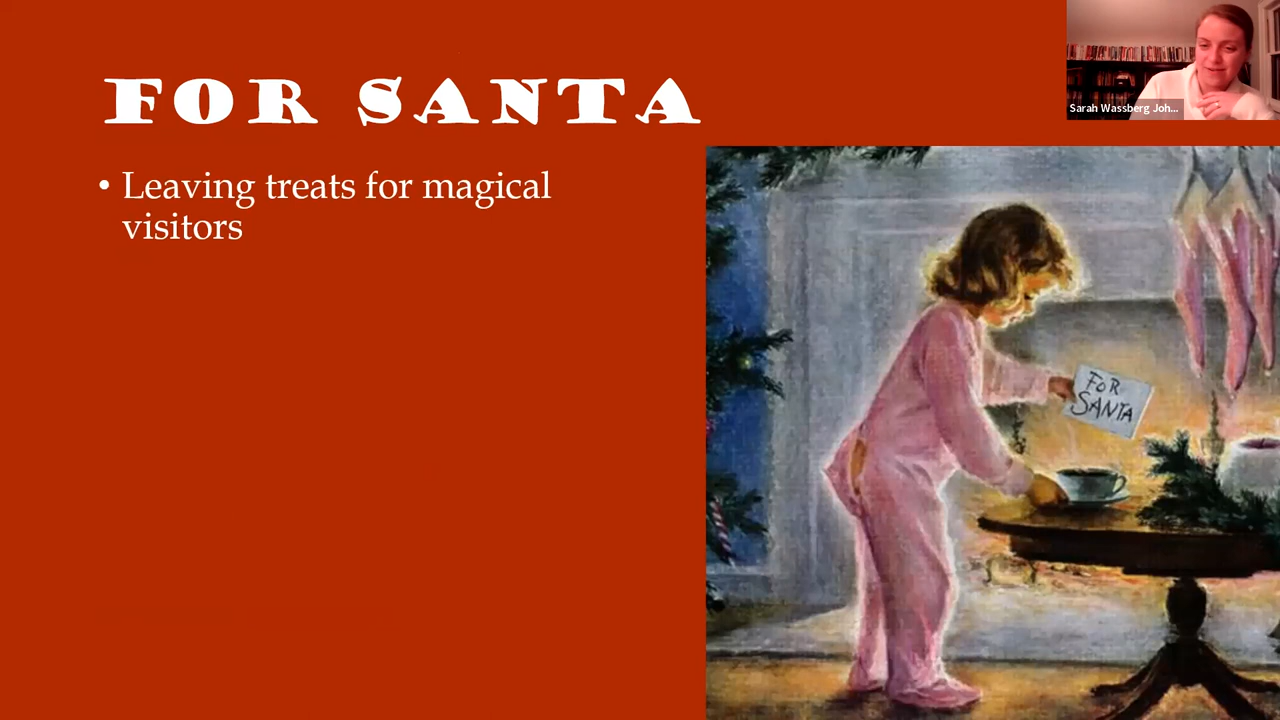 FOR SANTA
Sarah Wassberg Joh...
• Leaving treats for magical
visitors
FOR
SANTA